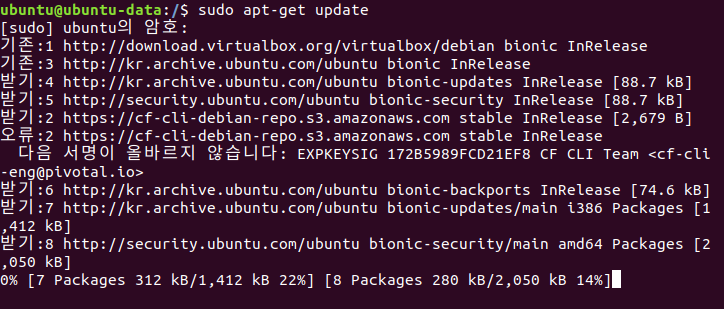 ubuntu@ubuntu-data:/$ sudo apt-get update
[sudo] ubuntu의 암호:
기존:1 http://download.virtualbox.org/virtualbox/debian bionic InRelease
기존:3 http://kr.archive.ubuntu.com/ubuntu bionic InRelease
받기:4 http://kr.archive.ubuntu.com/ubuntu bionic-updates InRelease [88.7 kB]
받기:5 http://security.ubuntu.com/ubuntu bionic-security InRelease [88.7 kB]
받기:2 https://cf-cli-debian-repo.s3.amazonaws.com stable InRelease [2,679 B]
오류:2 https://cf-cli-debian-repo.s3.amazonaws.com stable InRelease
다음 서명이 올바르지 않습니다: EXPKEYSIG 172B5989FCD21EF8 CF CLI Team <cf-cl
i-eng@pivotal.io>
받기:6 http://kr.archive.ubuntu.com/ubuntu bionic-backports InRelease [74.6 kB]
받기:7 http://kr.archive.ubuntu.com/ubuntu bionic-updates/main i386 Packages [1
,412 kB]
받기:8 http://security.ubuntu.com/ubuntu bionic-security/main amd64 Packages [2
,050 kB]
0% [7 Packages 312 kB/1,412 kB 22%] [8 Packages 280 kB/2,050 kB 14%]